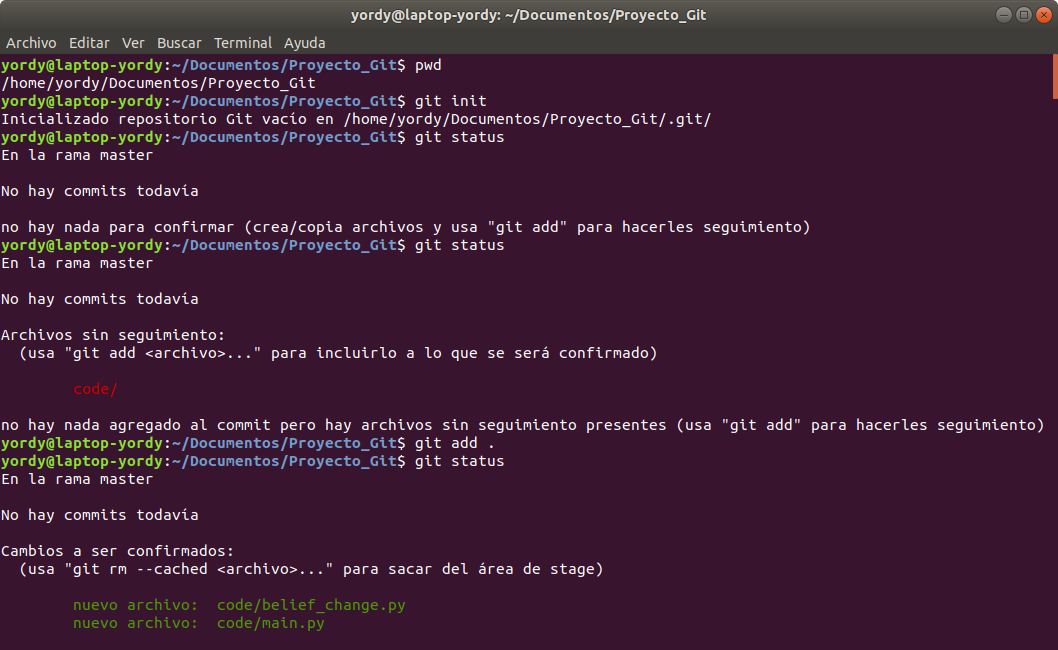 yordy@laptop-yordy: ~/Documentos/Proyecto_Git
Archivo Editar Ver Buscar Terminal Ayuda
yordy@laptop-yordy:~/Documentos/Proyecto_Git$ pwd
/home/yordy/Documentos/Proyecto_Git
yordy@laptop-yordy:~/Documentos/Proyecto_Git$ git init
Inicializado repositorio Git vacío en /home/yordy/Documentos/Proyecto_Git/.git/
yordy@laptop-yordy:~/Documentos/Proyecto_Git$ git status
En la rama master
No hay commits todavía
no hay nada para confirmar (crea/copia archivos y usa "git add" para hacerles seguimiento)
yordy@laptop-yordy:~/Documentos/Proyecto_Git$ git status
En la rama master
No hay commits todavía
Archivos sin seguimiento:
(usa "git add <archivo>..." para incluirlo a lo que se será confirmado)
code/
no hay nada agregado al commit pero hay archivos sin seguimiento presentes (usa "git add" para hacerles seguimiento)
yordy@laptop-yordy:~/Documentos/Proyecto_Git$ git add .
yordy@laptop-yordy:~/Documentos/Proyecto_Git$ git status
En la rama master
No hay commits todavía
Cambios a ser confirmados:
(usa "git rm --cached <archivo>..." para sacar del área de stage)
nuevo archivo: code/belief_change.py
nuevo archivo: code/main.py